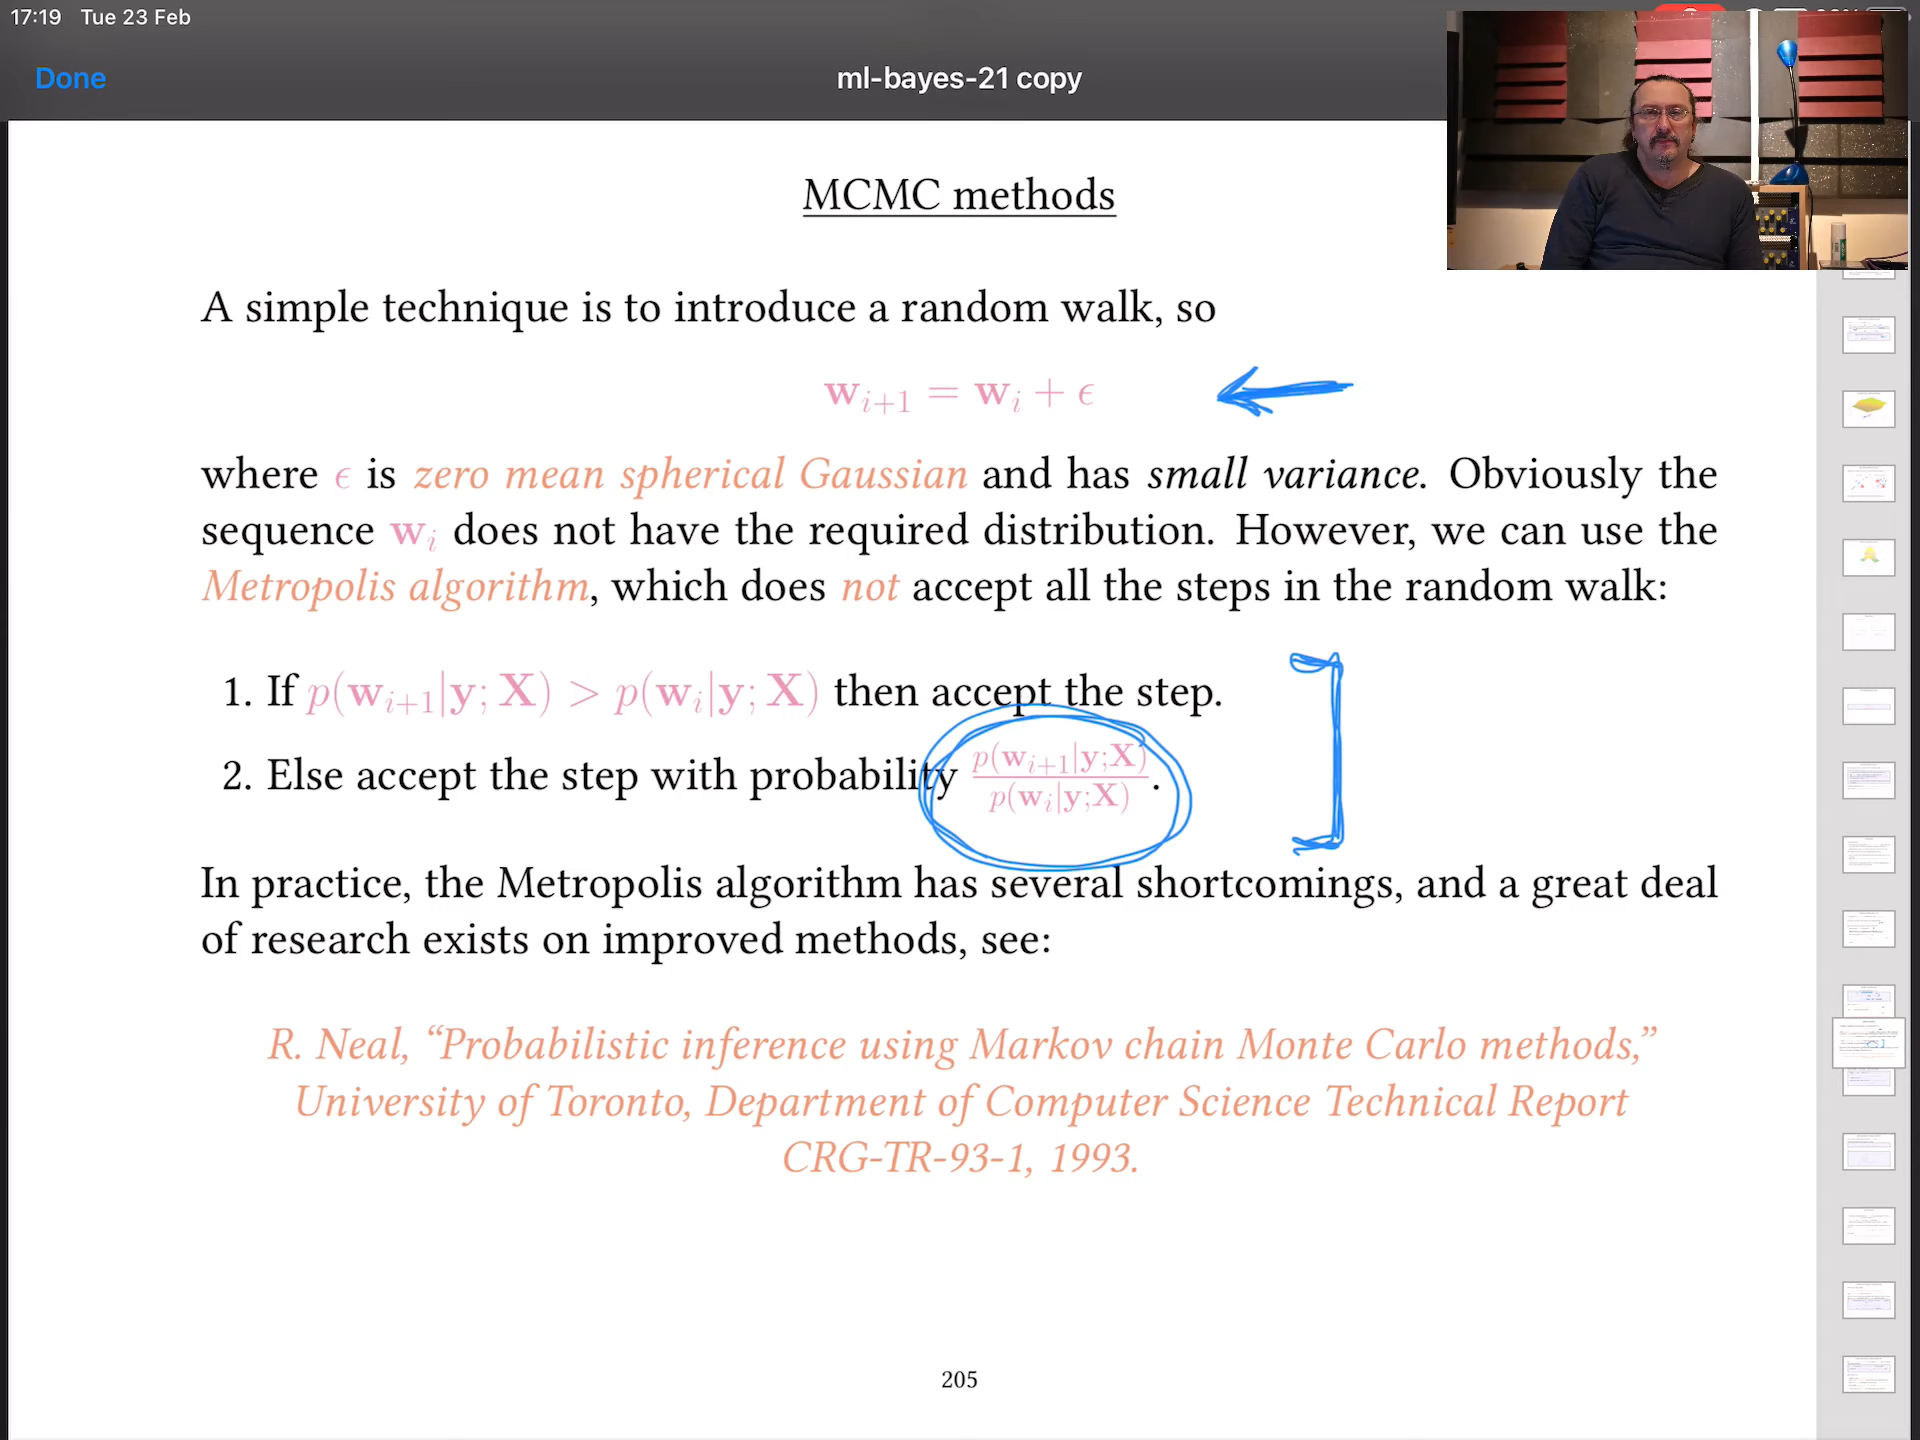 17:19 Tue 23 Feb
Done
ml-bayes-21 copy
MCMC methods
A simple technique is to introduce a random walk, so
w_{i+1} = w_i + ϵ
where ϵ is zero mean spherical Gaussian and has small variance. Obviously the
sequence w_i does not have the required distribution. However, we can use the
Metropolis algorithm, which does not accept all the steps in the random walk:
1. If p(w_{i+1}|y; X) > p(w_i|y; X) then accept the step.
2. Else accept the step with probability p(w_{i+1}|y;X) / p(w_i|y;X).
In practice, the Metropolis algorithm has several shortcomings, and a great deal
of research exists on improved methods, see:
R. Neal, “Probabilistic inference using Markov chain Monte Carlo methods,”
University of Toronto, Department of Computer Science Technical Report
CRG-TR-93-1, 1993.
205